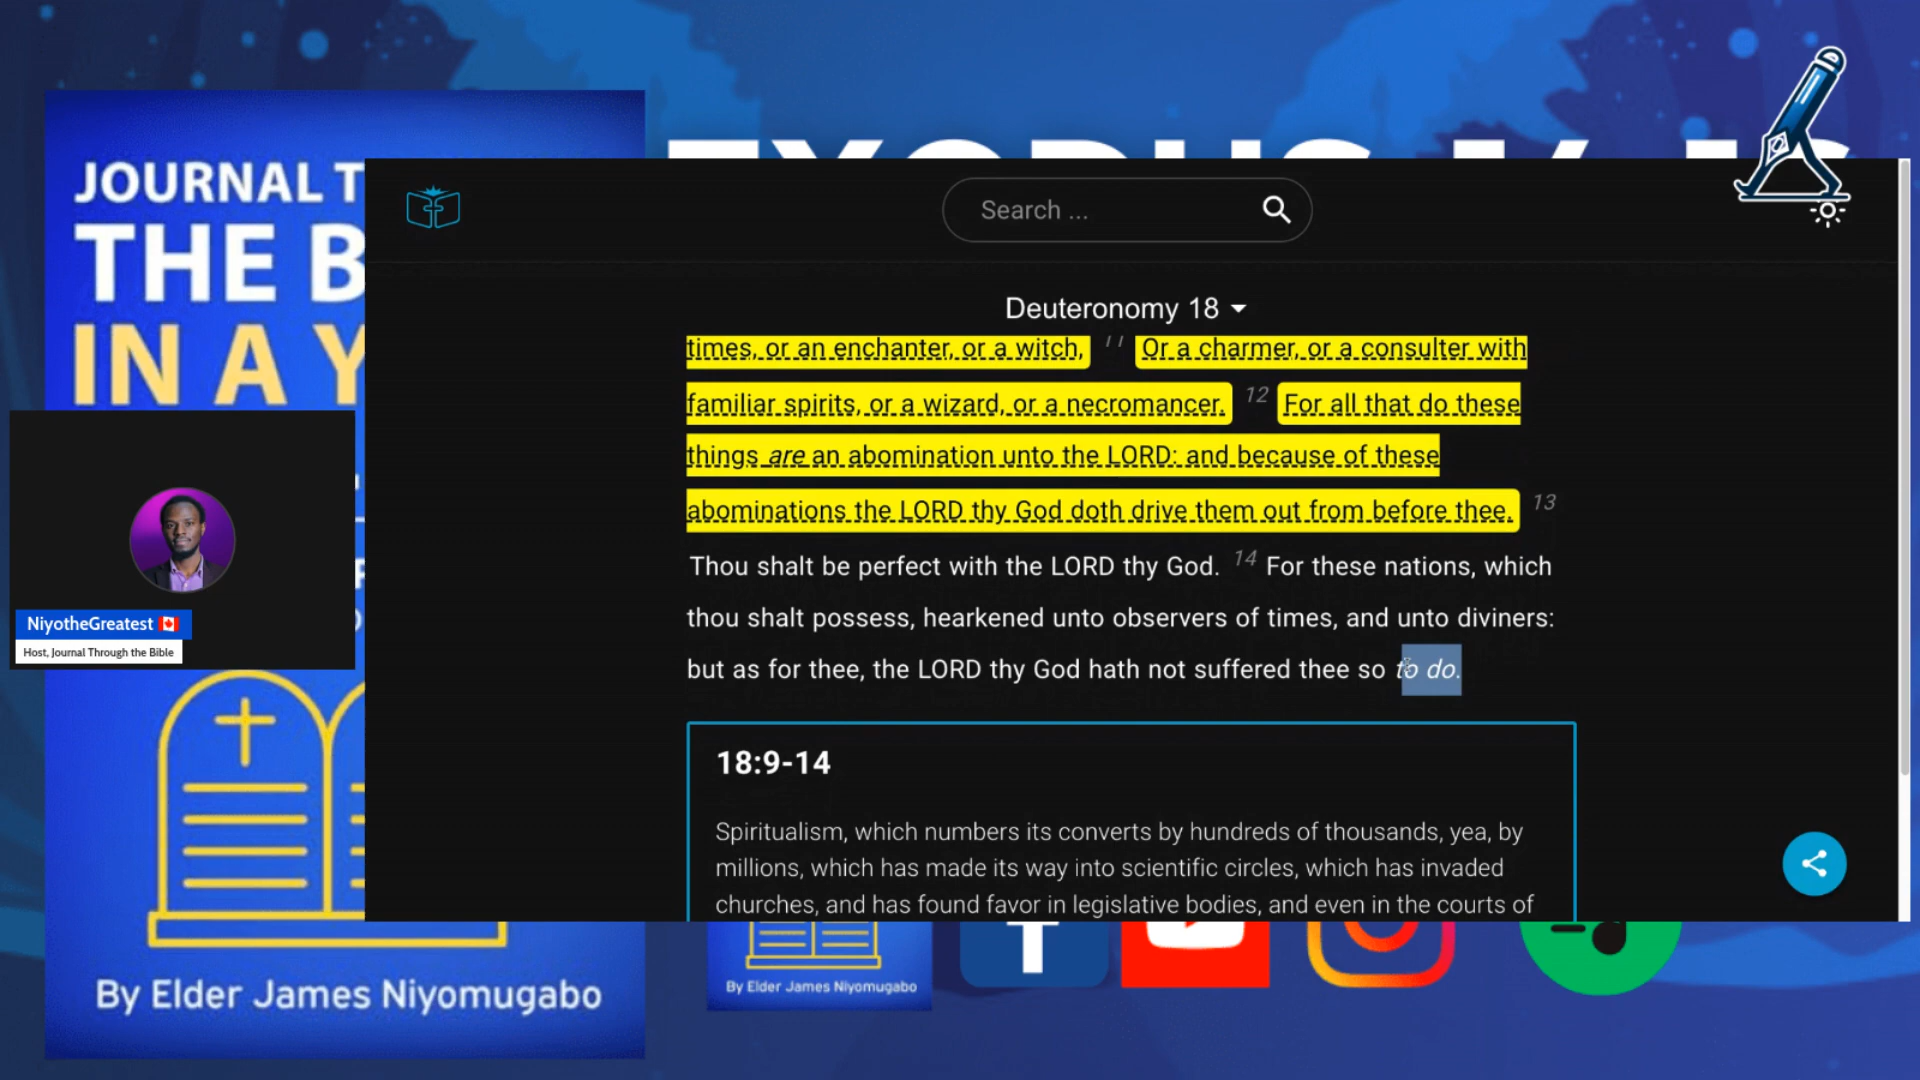 JOURNAL T
THE B
IN A Y
Search ...
Deuteronomy 18
times, or an enchanter, or a witch, 11 Or a charmer, or a consulter with
familiar spirits, or a wizard, or a necromancer. 12 For all that do these
things are an abomination unto the LORD: and because of these
abominations the LORD thy God doth drive them out from before thee. 13
Thou shalt be perfect with the LORD thy God. 14 For these nations, which
thou shalt possess, hearkened unto observers of times, and unto diviners:
but as for thee, the LORD thy God hath not suffered thee so to do.
18:9-14
Spiritualism, which numbers its converts by hundreds of thousands, yea, by
millions, which has made its way into scientific circles, which has invaded
churches, and has found favor in legislative bodies, and even in the courts of
NiyotheGreatest
Host, Journal Through the Bible
By Elder James Niyomugabo
By Elder James Niyomugabo